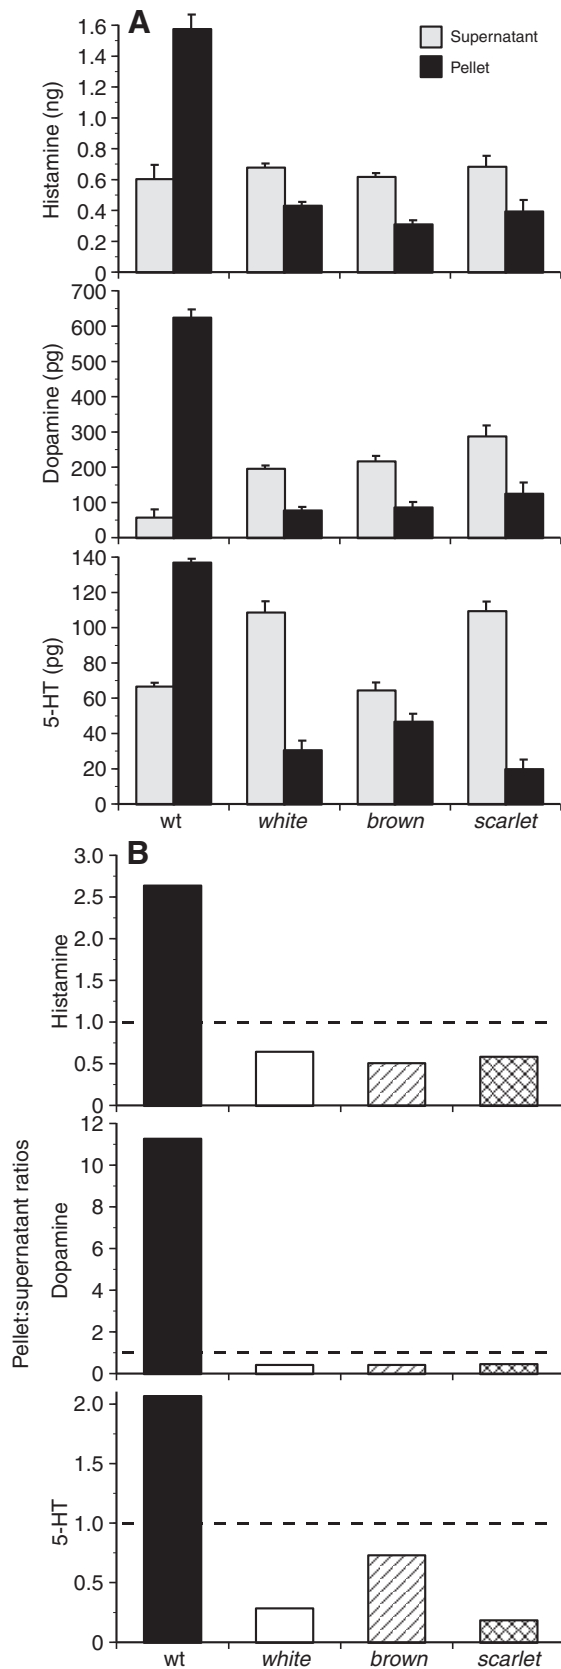 A
Supernatant
Pellet
Histamine (ng)
1.6
1.4
1.2
1.0
0.8
0.6
0.4
0.2
0
Dopamine (pg)
700
600
500
400
300
200
100
0
5-HT (pg)
140
120
100
80
60
40
20
0
wt
white
brown
scarlet
B
Pellet:supernatant ratios
Histamine
3.0
2.5
2.0
1.5
1.0
0.5
0
Dopamine
12
10
8
6
4
2
0
5-HT
2.0
1.5
1.0
0.5
0
wt
white
brown
scarlet